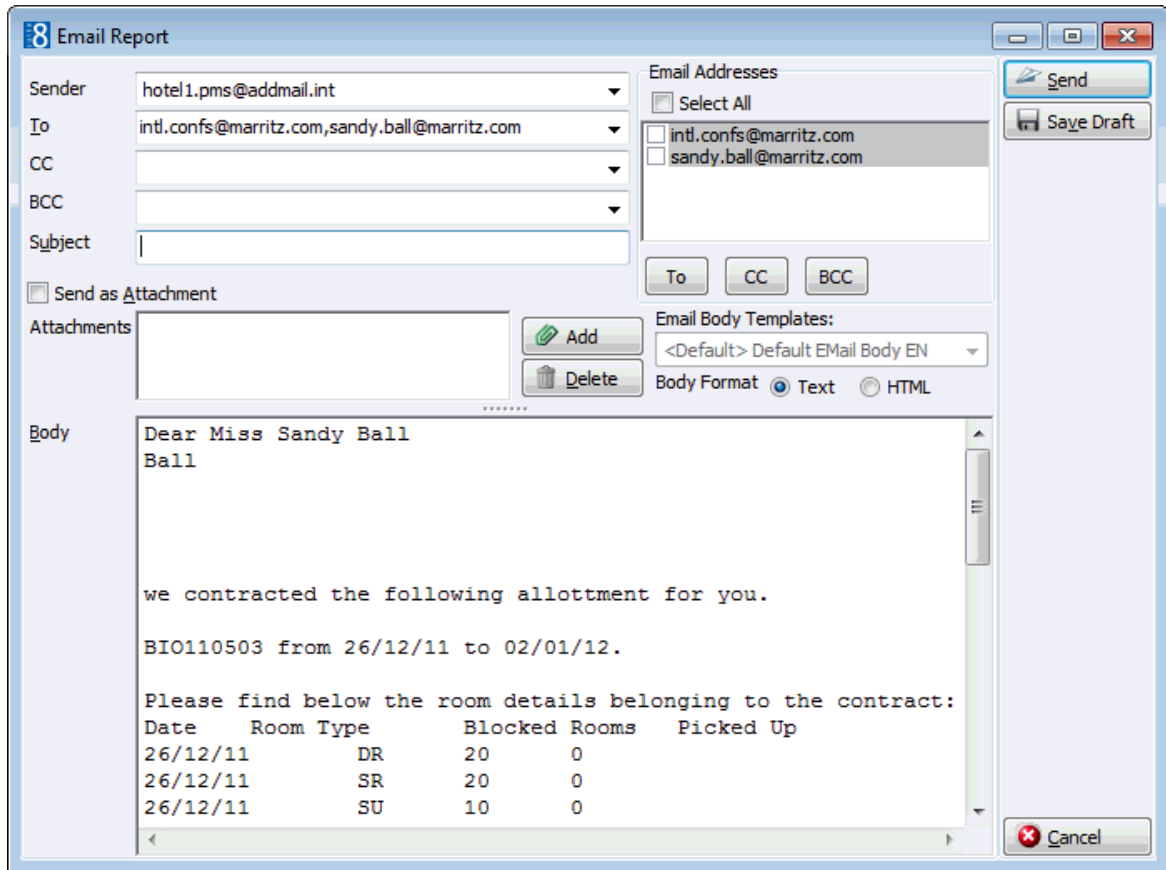 8 Email Report
Sender hotel1.pms@addmail.int
To intl.confs@marritz.com,sandy.ball@marritz.com
CC
BCC
Subject
Send as Attachment
Attachments
Add
Delete
Email Addresses
Select All
intl.confs@marritz.com
sandy.ball@marritz.com
To CC BCC
Email Body Templates:
<Default> Default EMail Body EN
Body Format Text HTML
Send
Save Draft
Body
Dear Miss Sandy Ball
Ball
we contracted the following allottment for you.
BIO110503 from 26/12/11 to 02/01/12.
Please find below the room details belonging to the contract:
Date Room Type Blocked Rooms Picked Up
26/12/11 DR 20 0
26/12/11 SR 20 0
26/12/11 SU 10 0
Cancel